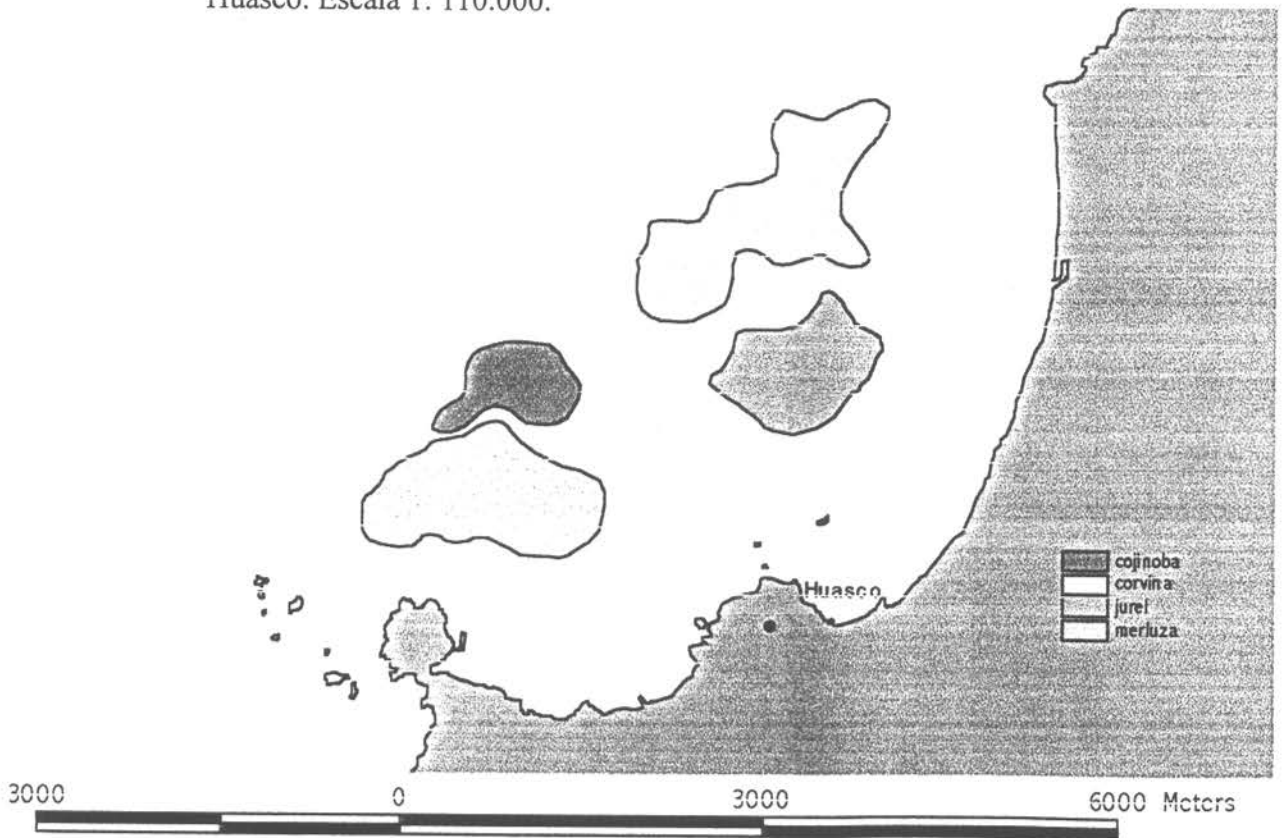 Huasco. Escala 1: 110.000.
Huasco
cojinoba
corvina
jurel
merluza
3000 0 3000 6000 Meters